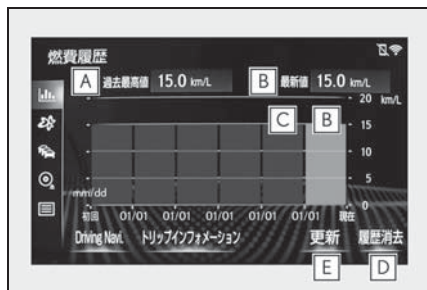 燃費履歴
A 過去最高値 15.0 km/L B 最新値 15.0 km/L
20 km/L
C B
15
10
5
0
mm/dd
初回 01/01 01/01 01/01 01/01 01/01 現在
Driving Navi. トリップインフォメーション 更新 履歴消去
E D